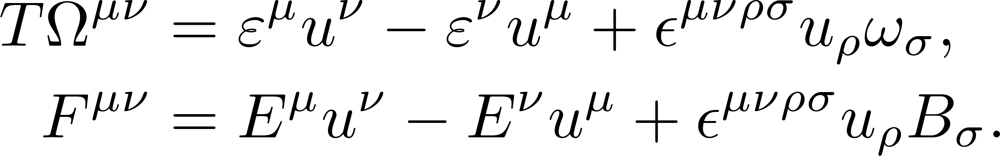 TΩ^{μν} = ε^μ u^ν − ε^ν u^μ + ϵ^{μνρσ} u_ρ ω_σ,
F^{μν} = E^μ u^ν − E^ν u^μ + ϵ^{μνρσ} u_ρ B_σ.